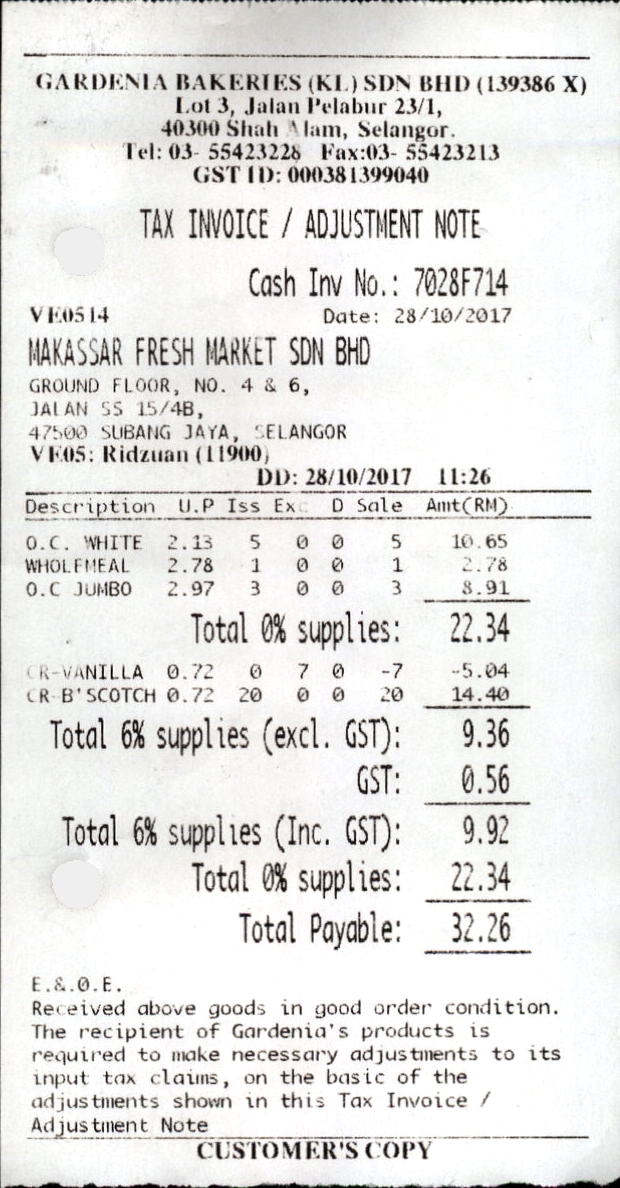 GARDENIA BAKERIES (KL) SDN BHD (139386 X)
Lot 3, Jalan Pelabur 23/1,
40300 Shah Alam, Selangor.
Tel: 03- 55423228 Fax:03- 55423213
GST ID: 000381399040
TAX INVOICE / ADJUSTMENT NOTE
Cash Inv No.: 7028F714
VE0514 Date: 28/10/2017
MAKASSAR FRESH MARKET SDN BHD
GROUND FLOOR, NO. 4 & 6,
JALAN SS 15/4B,
47500 SUBANG JAYA, SELANGOR
VE05: Ridzuan (11900)
DD: 28/10/2017 11:26
Description U.P Iss Exc D Sale Amt(RM)
O.C. WHITE 2.13 5 0 0 5 10.65
WHOLEMEAL 2.78 1 0 0 1 2.78
O.C JUMBO 2.97 3 0 0 3 8.91
Total 0% supplies: 22.34
CR-VANILLA 0.72 0 7 0 -7 -5.04
CR-B'SCOTCH 0.72 20 0 0 20 14.40
Total 6% supplies (excl. GST): 9.36
GST: 0.56
Total 6% supplies (Inc. GST): 9.92
Total 0% supplies: 22.34
Total Payable: 32.26
E.&.O.E.
Received above goods in good order condition.
The recipient of Gardenia's products is
required to make necessary adjustments to its
input tax claims, on the basic of the
adjustments shown in this Tax Invoice /
Adjustment Note
CUSTOMER'S COPY